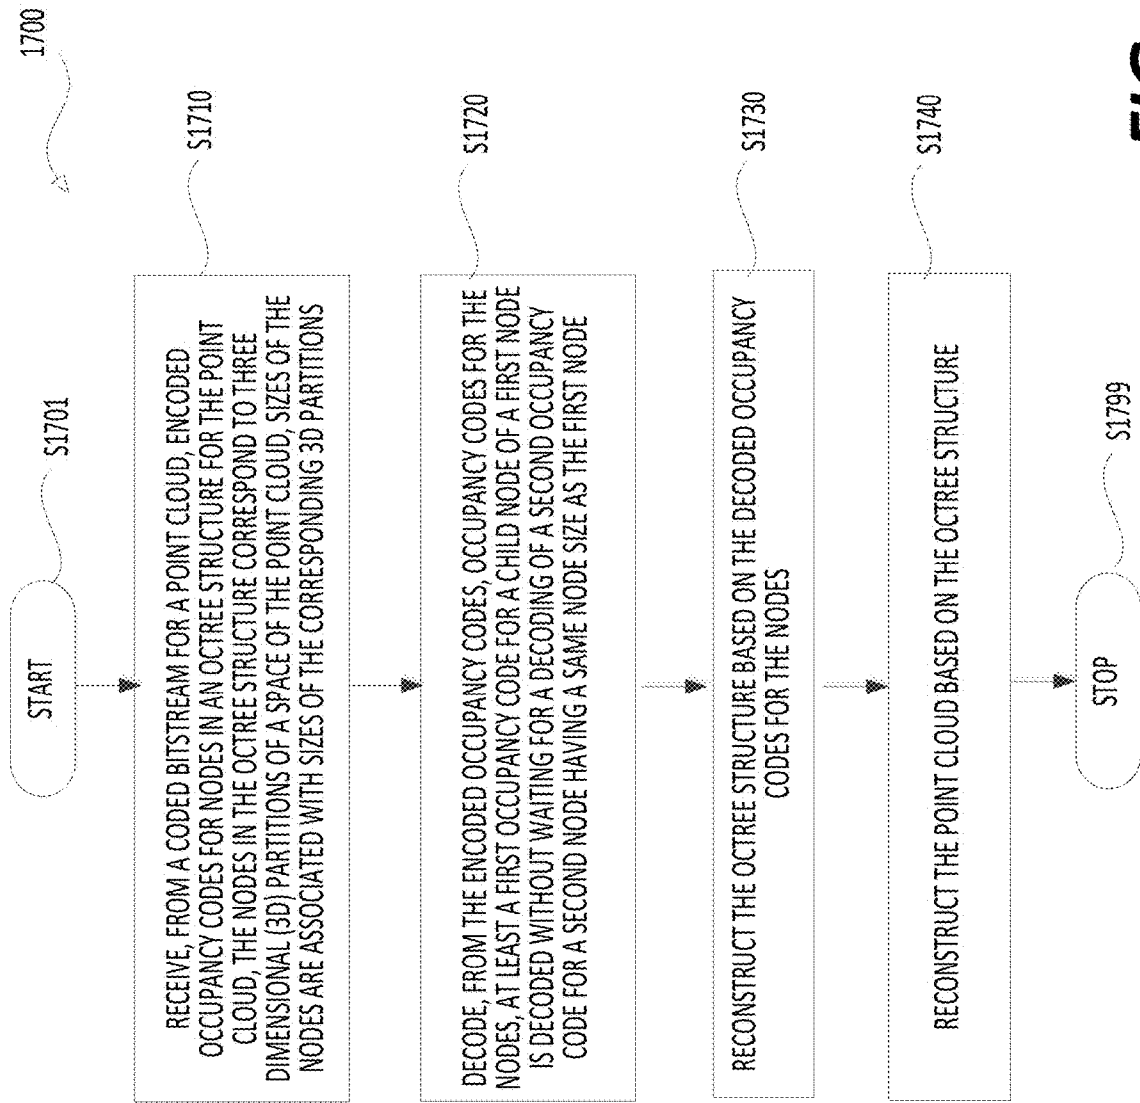 1700
START
S1701
RECEIVE, FROM A CODED BITSTREAM FOR A POINT CLOUD, ENCODED
OCCUPANCY CODES FOR NODES IN AN OCTREE STRUCTURE FOR THE POINT
CLOUD, THE NODES IN THE OCTREE STRUCTURE CORRESPOND TO THREE
DIMENSIONAL (3D) PARTITIONS OF A SPACE OF THE POINT CLOUD, SIZES OF THE
NODES ARE ASSOCIATED WITH SIZES OF THE CORRESPONDING 3D PARTITIONS
S1710
DECODE, FROM THE ENCODED OCCUPANCY CODES, OCCUPANCY CODES FOR THE
NODES, AT LEAST A FIRST OCCUPANCY CODE FOR A CHILD NODE OF A FIRST NODE
IS DECODED WITHOUT WAITING FOR A DECODING OF A SECOND OCCUPANCY
CODE FOR A SECOND NODE HAVING A SAME NODE SIZE AS THE FIRST NODE
S1720
RECONSTRUCT THE OCTREE STRUCTURE BASED ON THE DECODED OCCUPANCY
CODES FOR THE NODES
S1730
RECONSTRUCT THE POINT CLOUD BASED ON THE OCTREE STRUCTURE
S1740
STOP
S1799